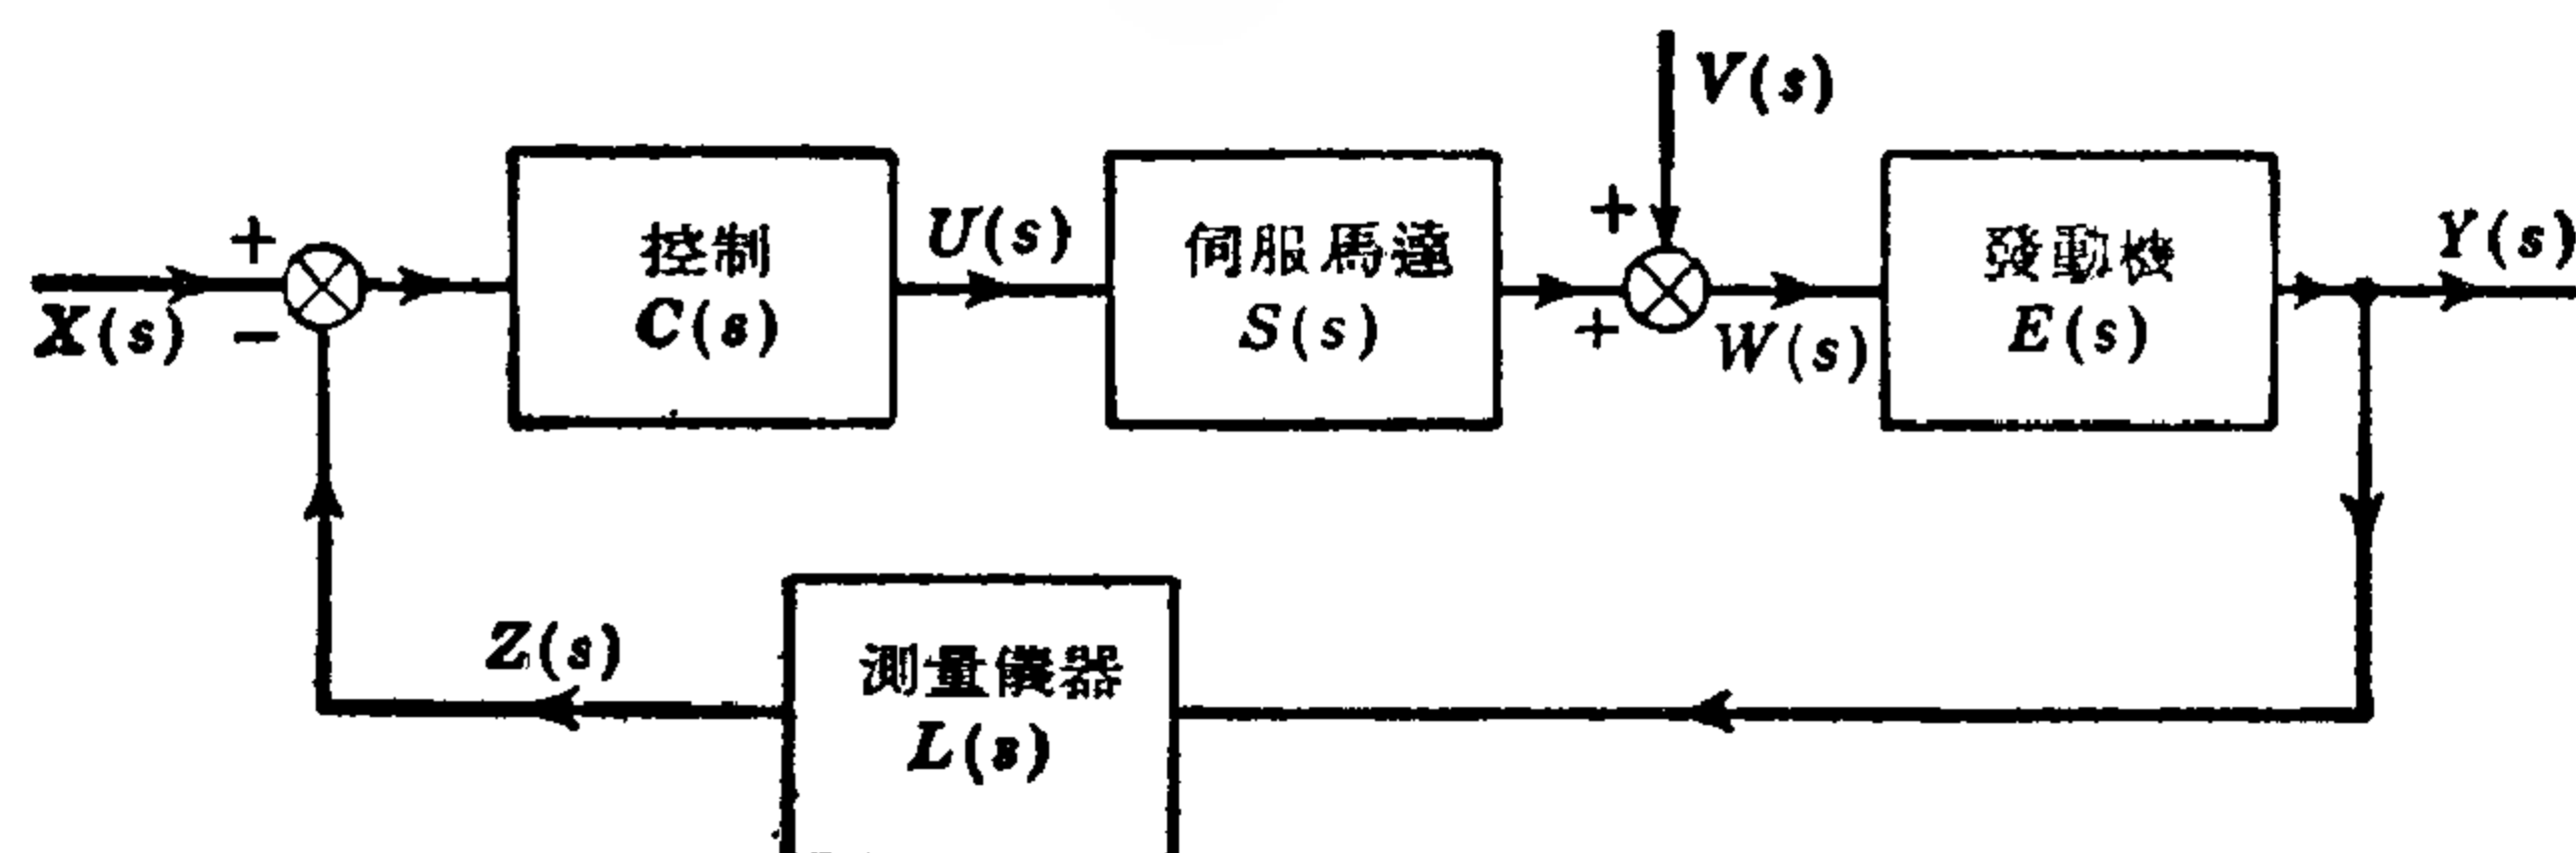 V(s)
+
控制
C(s)
U(s)
伺服馬達
S(s)
+
+
W(s)
發動機
E(s)
Y(s)
X(s)
−
Z(s)
測量儀器
L(s)